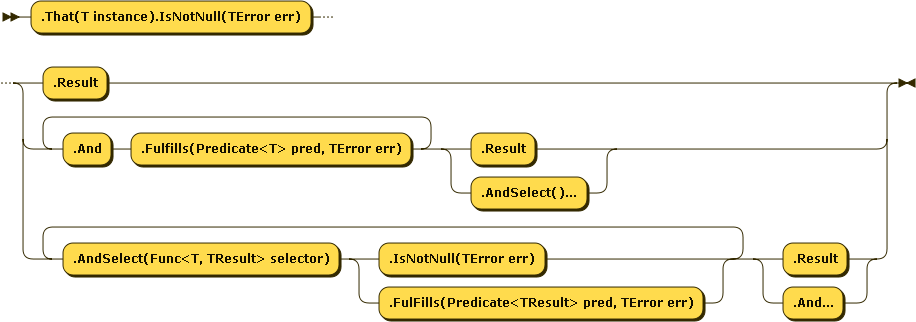 .That(T instance).IsNotNull(TError err)
.Result
.And
.Fulfills(Predicate<T> pred, TError err)
.Result
.AndSelect()...
.AndSelect(Func<T, TResult> selector)
.IsNotNull(TError err)
.Result
.FulFills(Predicate<TResult> pred, TError err)
.And...